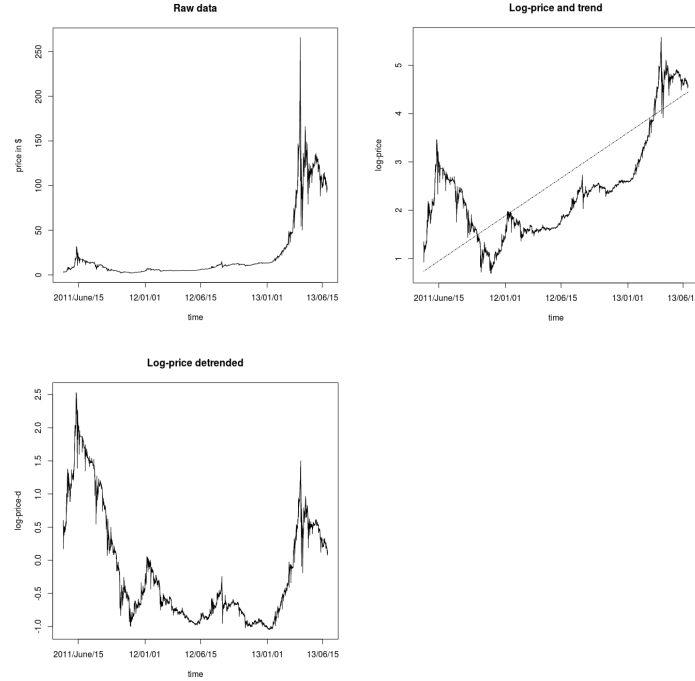 Raw data
price in $
250
200
150
100
50
0
2011/June/15 12/01/01 12/06/15 13/01/01 13/06/15
time
Log-price and trend
log-price
5
4
3
2
1
2011/June/15 12/01/01 12/06/15 13/01/01 13/06/1
time
Log-price detrended
log-price-d
2.5
2.0
1.5
1.0
0.5
0.0
-0.5
-1.0
2011/June/15 12/01/01 12/06/15 13/01/01 13/06/15
time